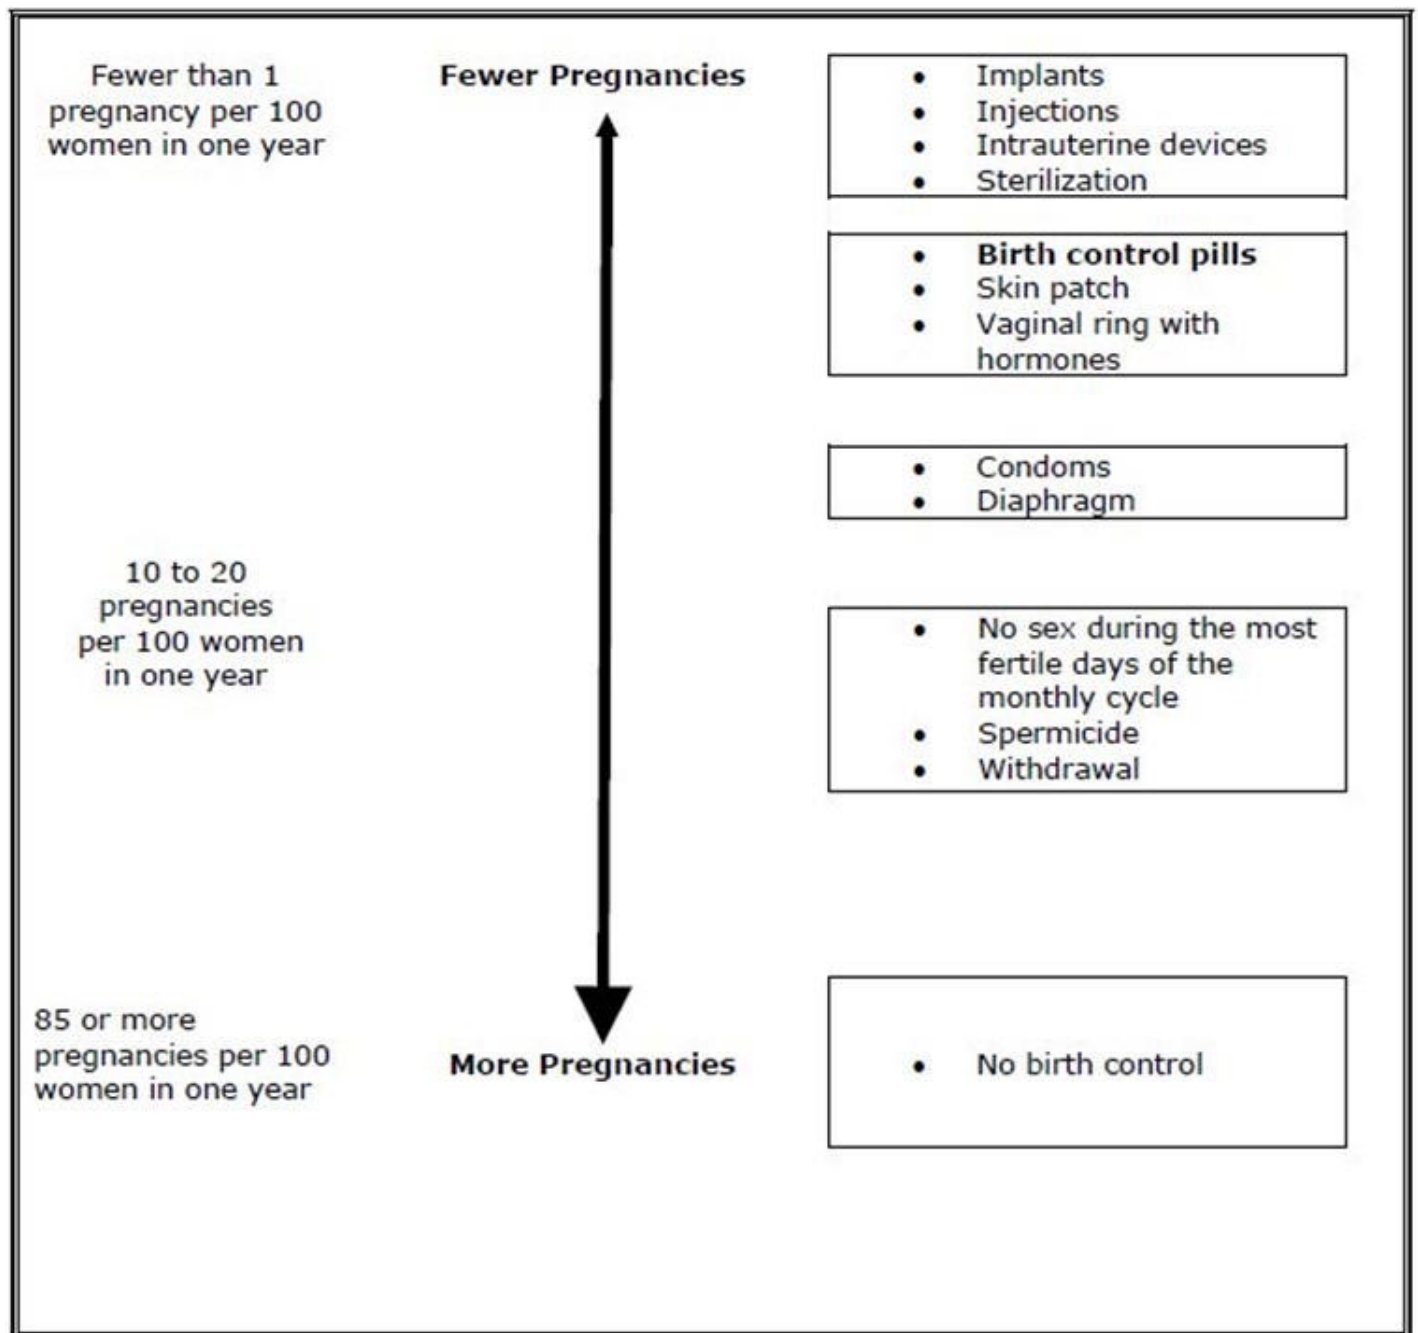 Fewer than 1
pregnancy per 100
women in one year
Fewer Pregnancies
• Implants
• Injections
• Intrauterine devices
• Sterilization
• Birth control pills
• Skin patch
• Vaginal ring with
hormones
• Condoms
• Diaphragm
10 to 20
pregnancies
per 100 women
in one year
• No sex during the most
fertile days of the
monthly cycle
• Spermicide
• Withdrawal
85 or more
pregnancies per 100
women in one year
More Pregnancies
• No birth control